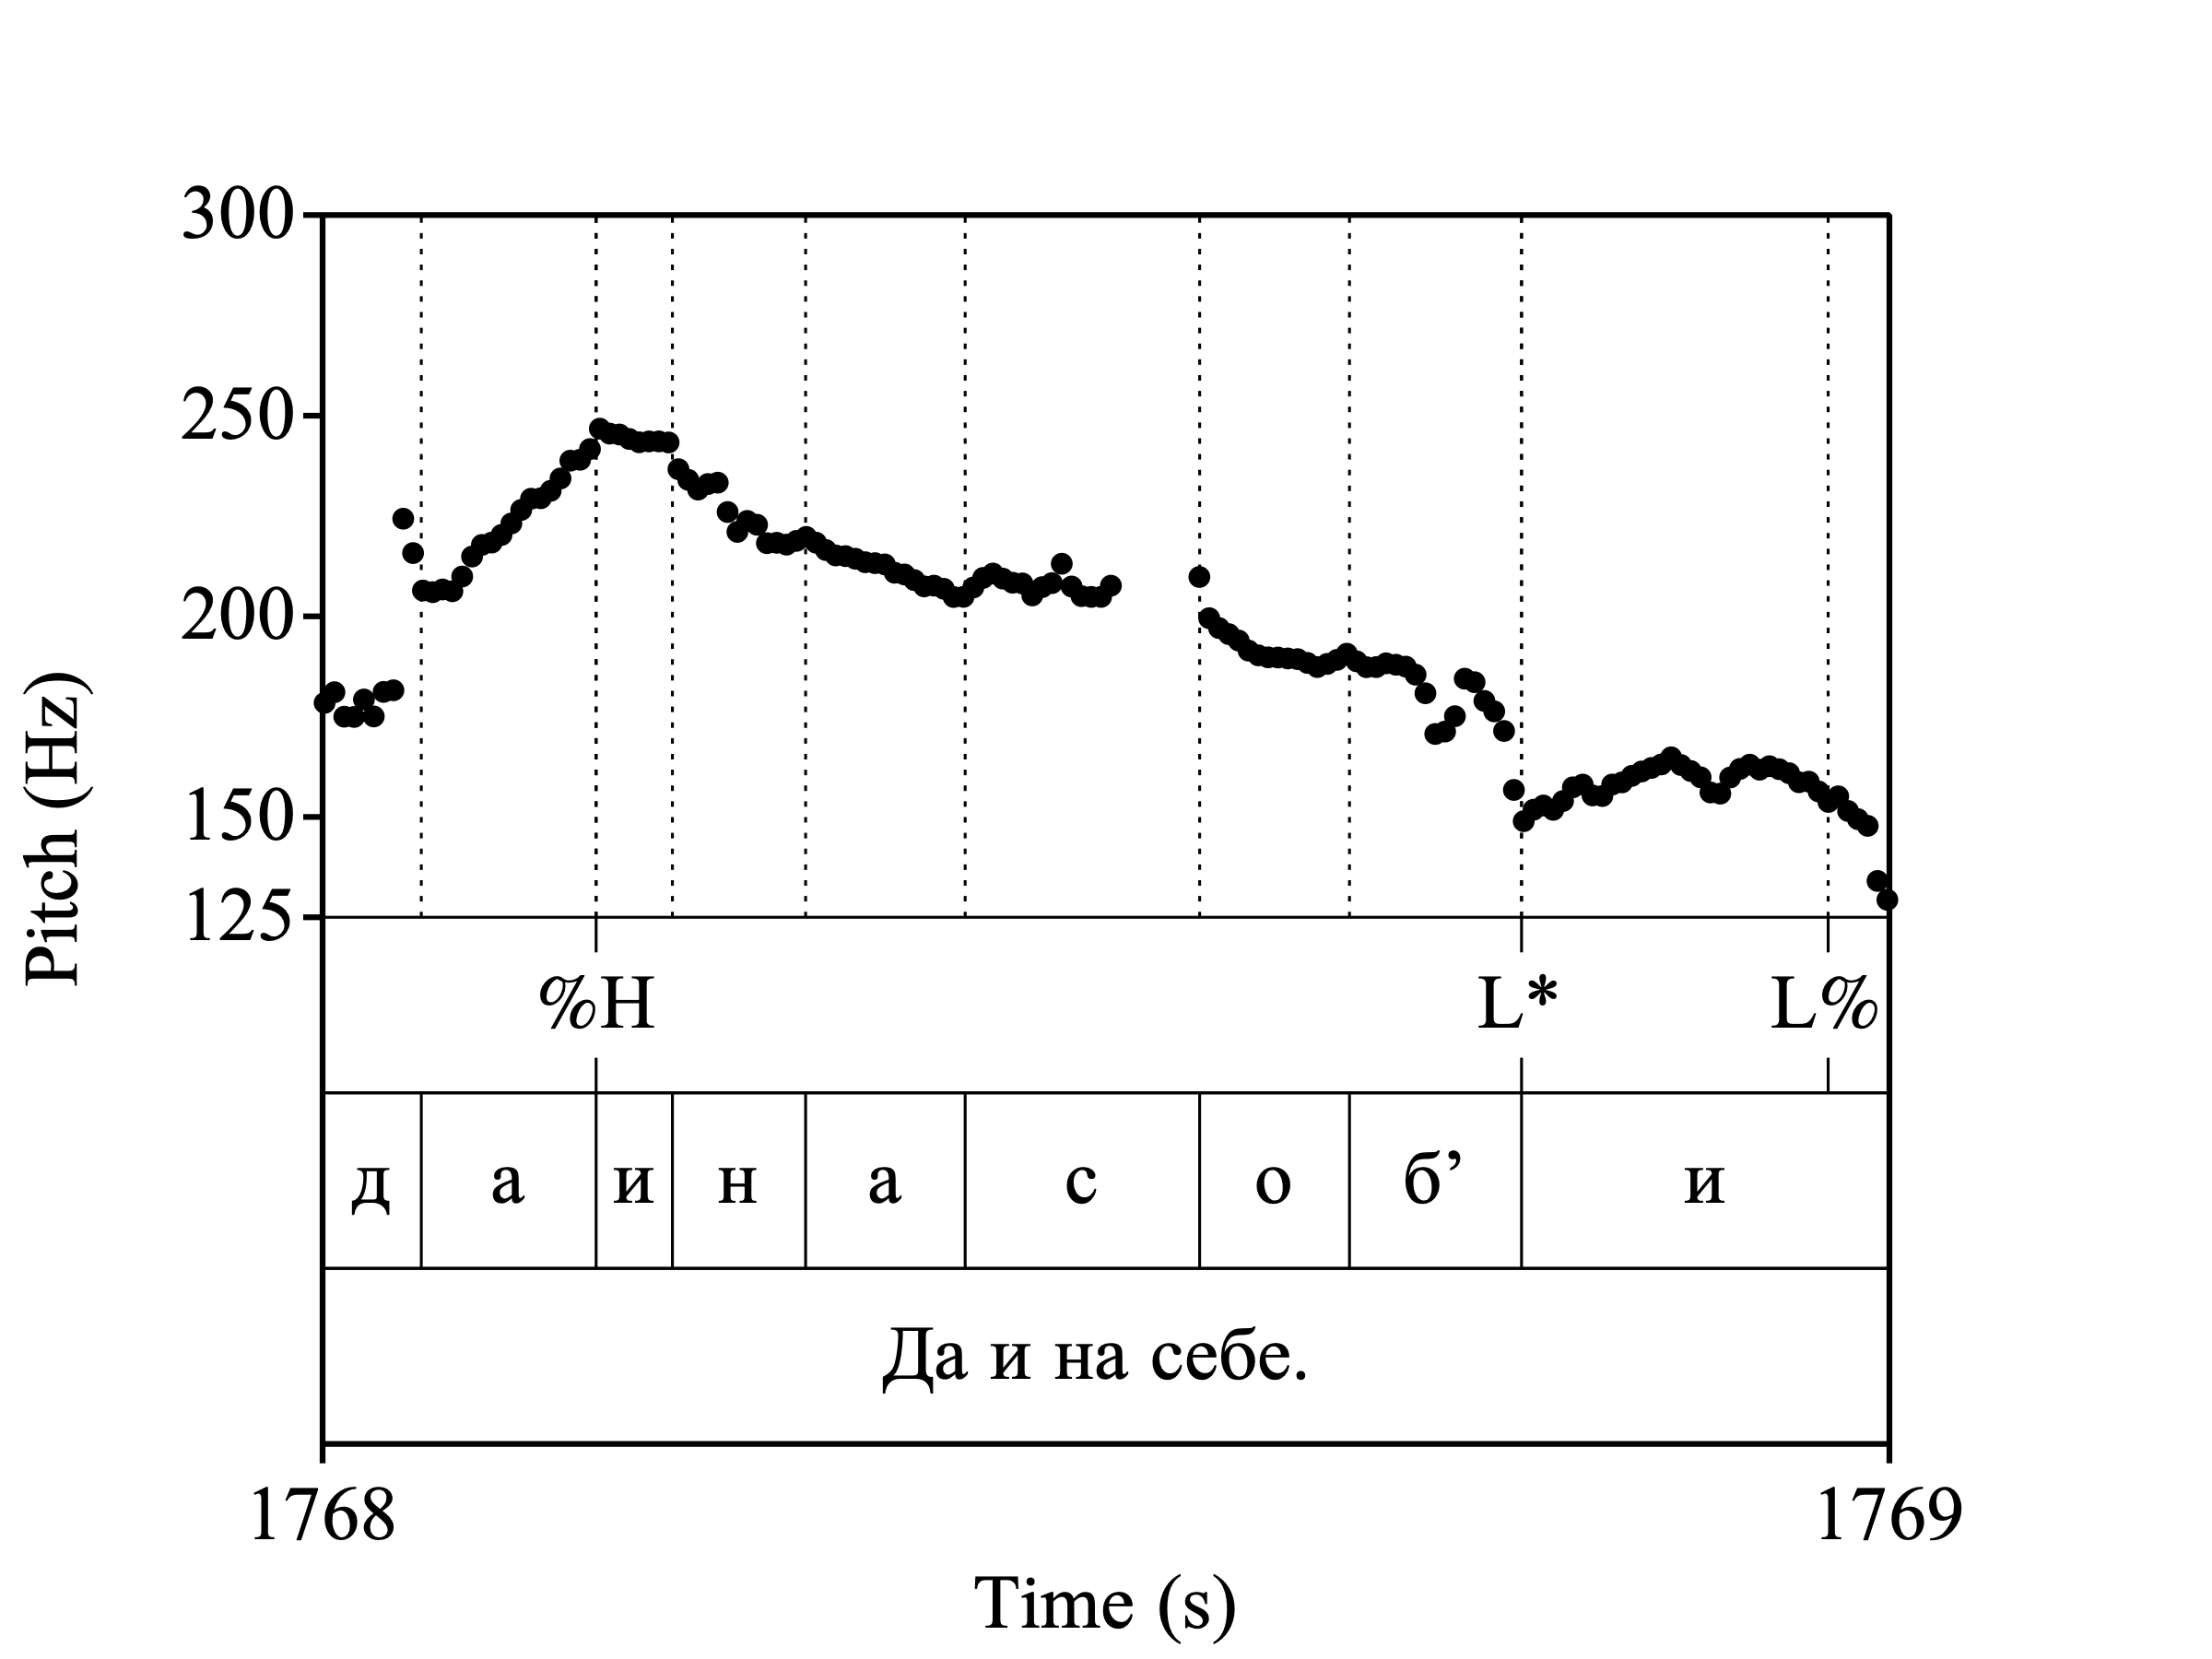 300
250
200
150
125
Pitch (Hz)
%H L* L%
д а и н а с о б’ и
Да и на себе.
1768 1769
Time (s)